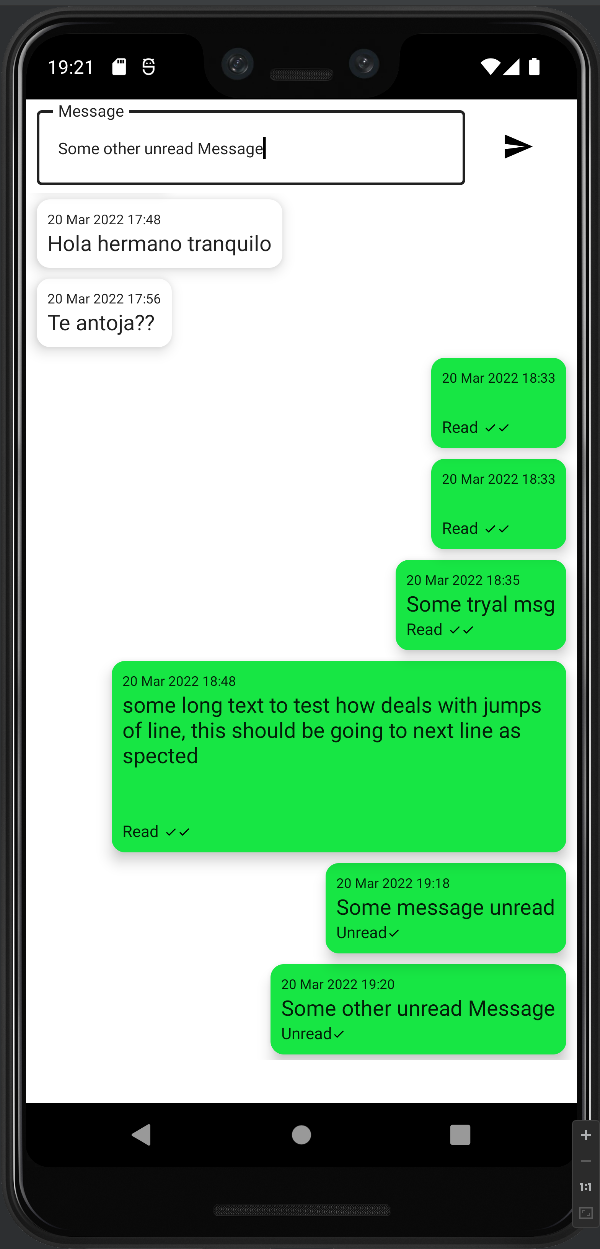 19:21
Message
Some other unread Message
20 Mar 2022 17:48
Hola hermano tranquilo
20 Mar 2022 17:56
Te antoja??
20 Mar 2022 18:33
Read ✓✓
20 Mar 2022 18:33
Read ✓✓
20 Mar 2022 18:35
Some tryal msg
Read ✓✓
20 Mar 2022 18:48
some long text to test how deals with jumps
of line, this should be going to next line as
spected
Read ✓✓
20 Mar 2022 19:18
Some message unread
Unread✓
20 Mar 2022 19:20
Some other unread Message
Unread✓
1:1